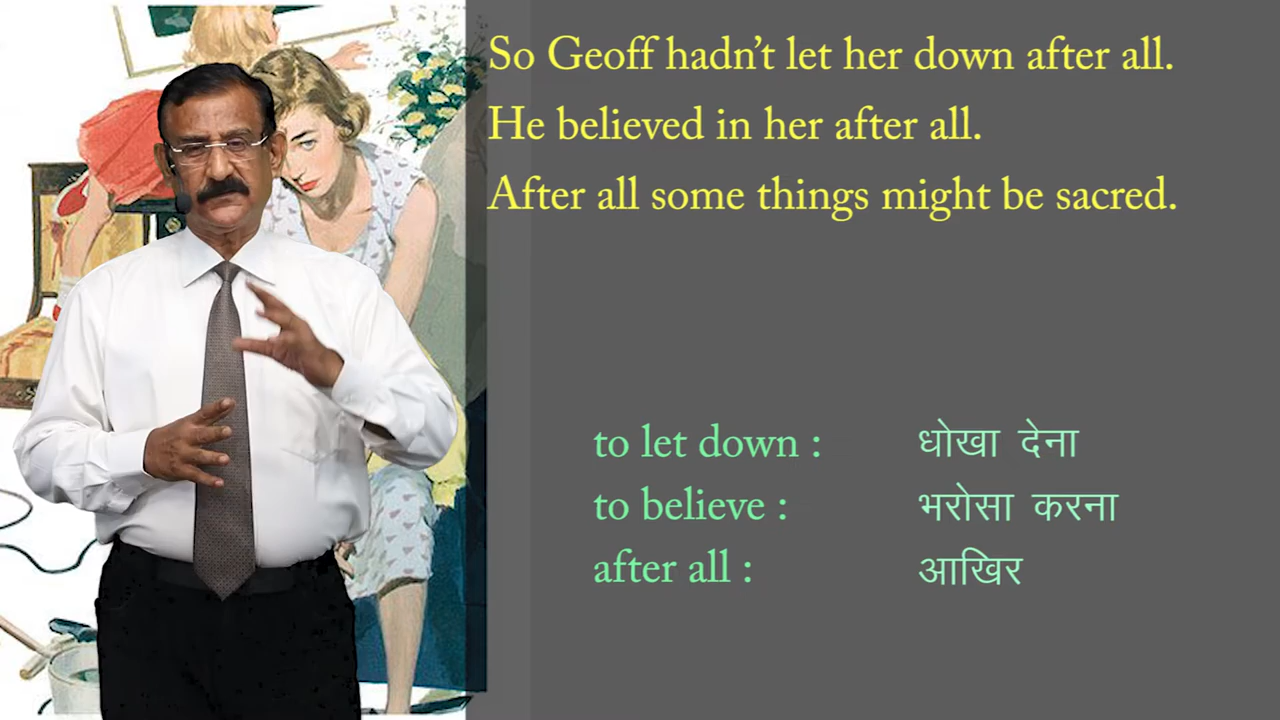 So Geoff hadn’t let her down after all.
He believed in her after all.
After all some things might be sacred.
to let down : धोखा देना
to believe : भरोसा करना
after all : आखिर